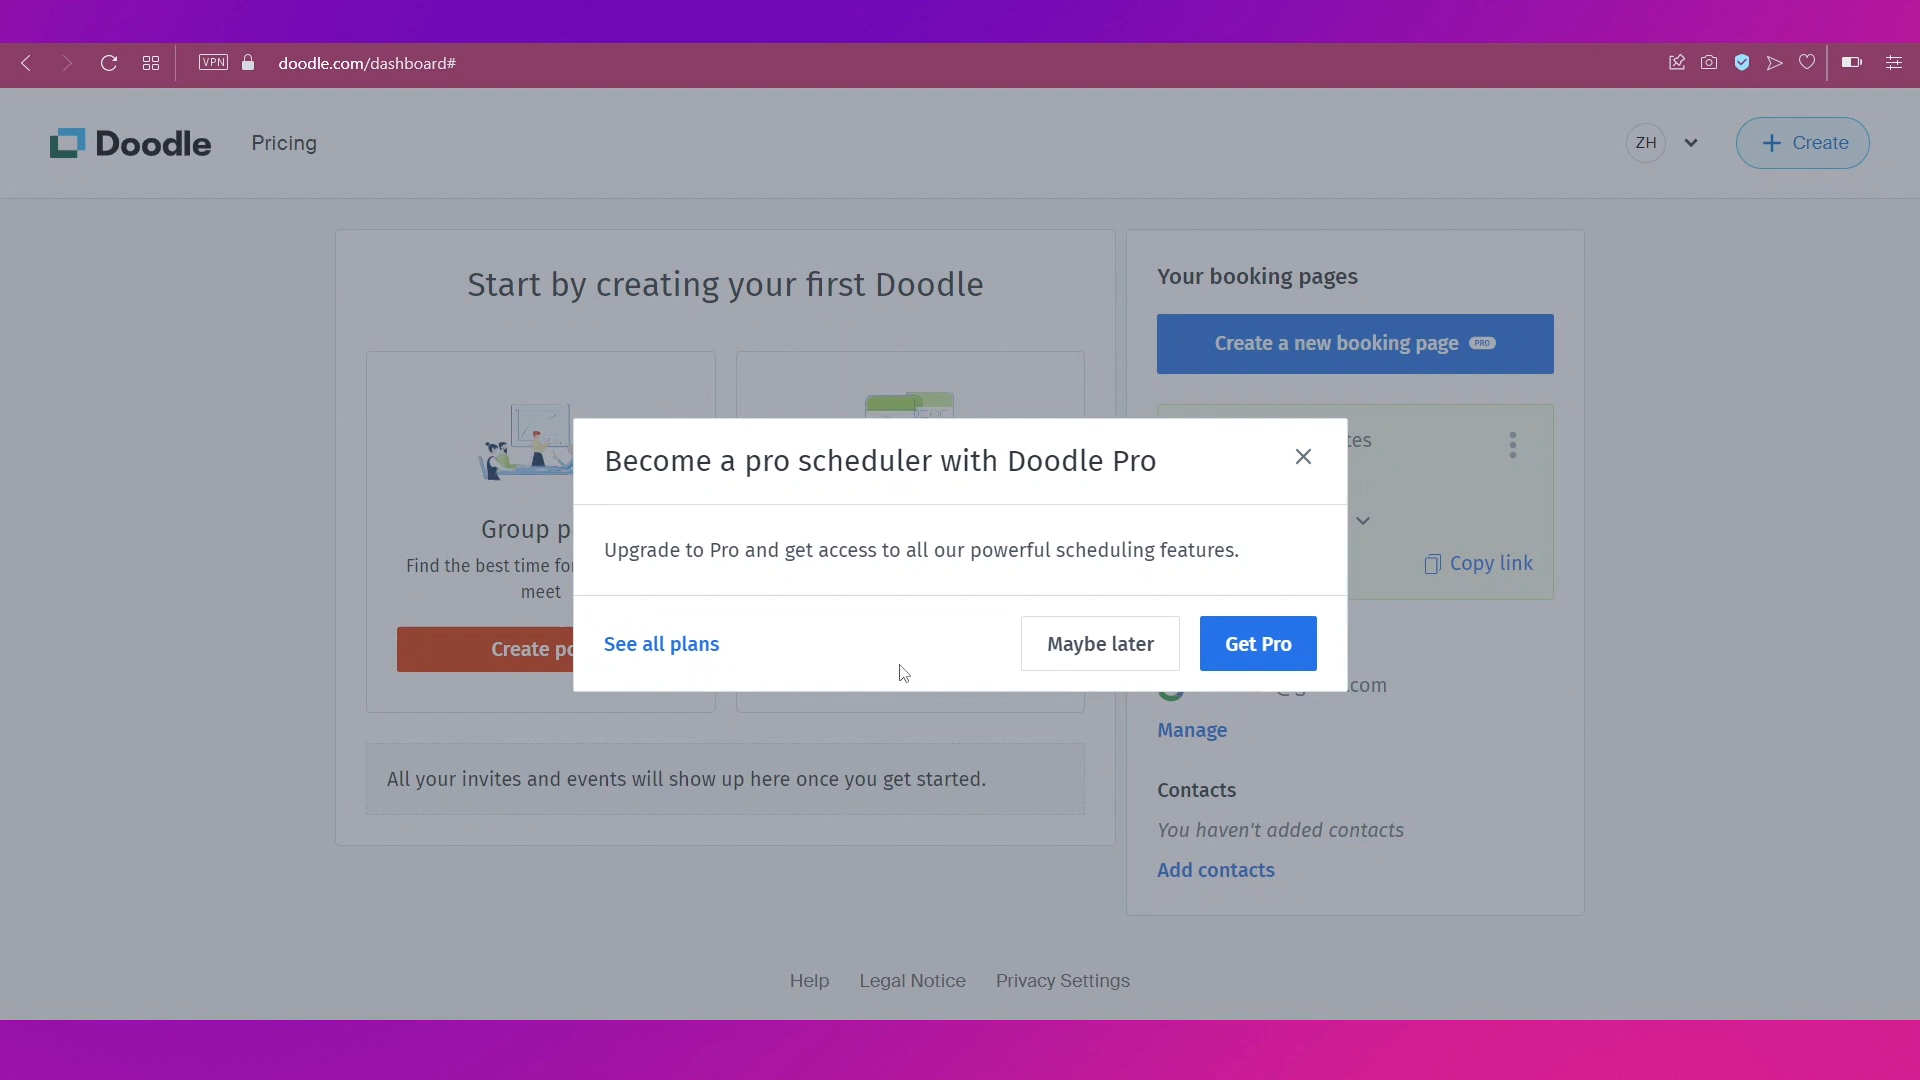 VPN
doodle.com/dashboard#
Doodle
Pricing
ZH
Create
Start by creating your first Doodle
Your booking pages
Create a new booking page PRO
Become a pro scheduler with Doodle Pro
Group
Find the best time
meet
Upgrade to Pro and get access to all our powerful scheduling features.
Copy link
Create
See all plans
Maybe later
Get Pro
Manage
All your invites and events will show up here once you get started.
Contacts
You haven't added contacts
Add contacts
Help
Legal Notice
Privacy Settings